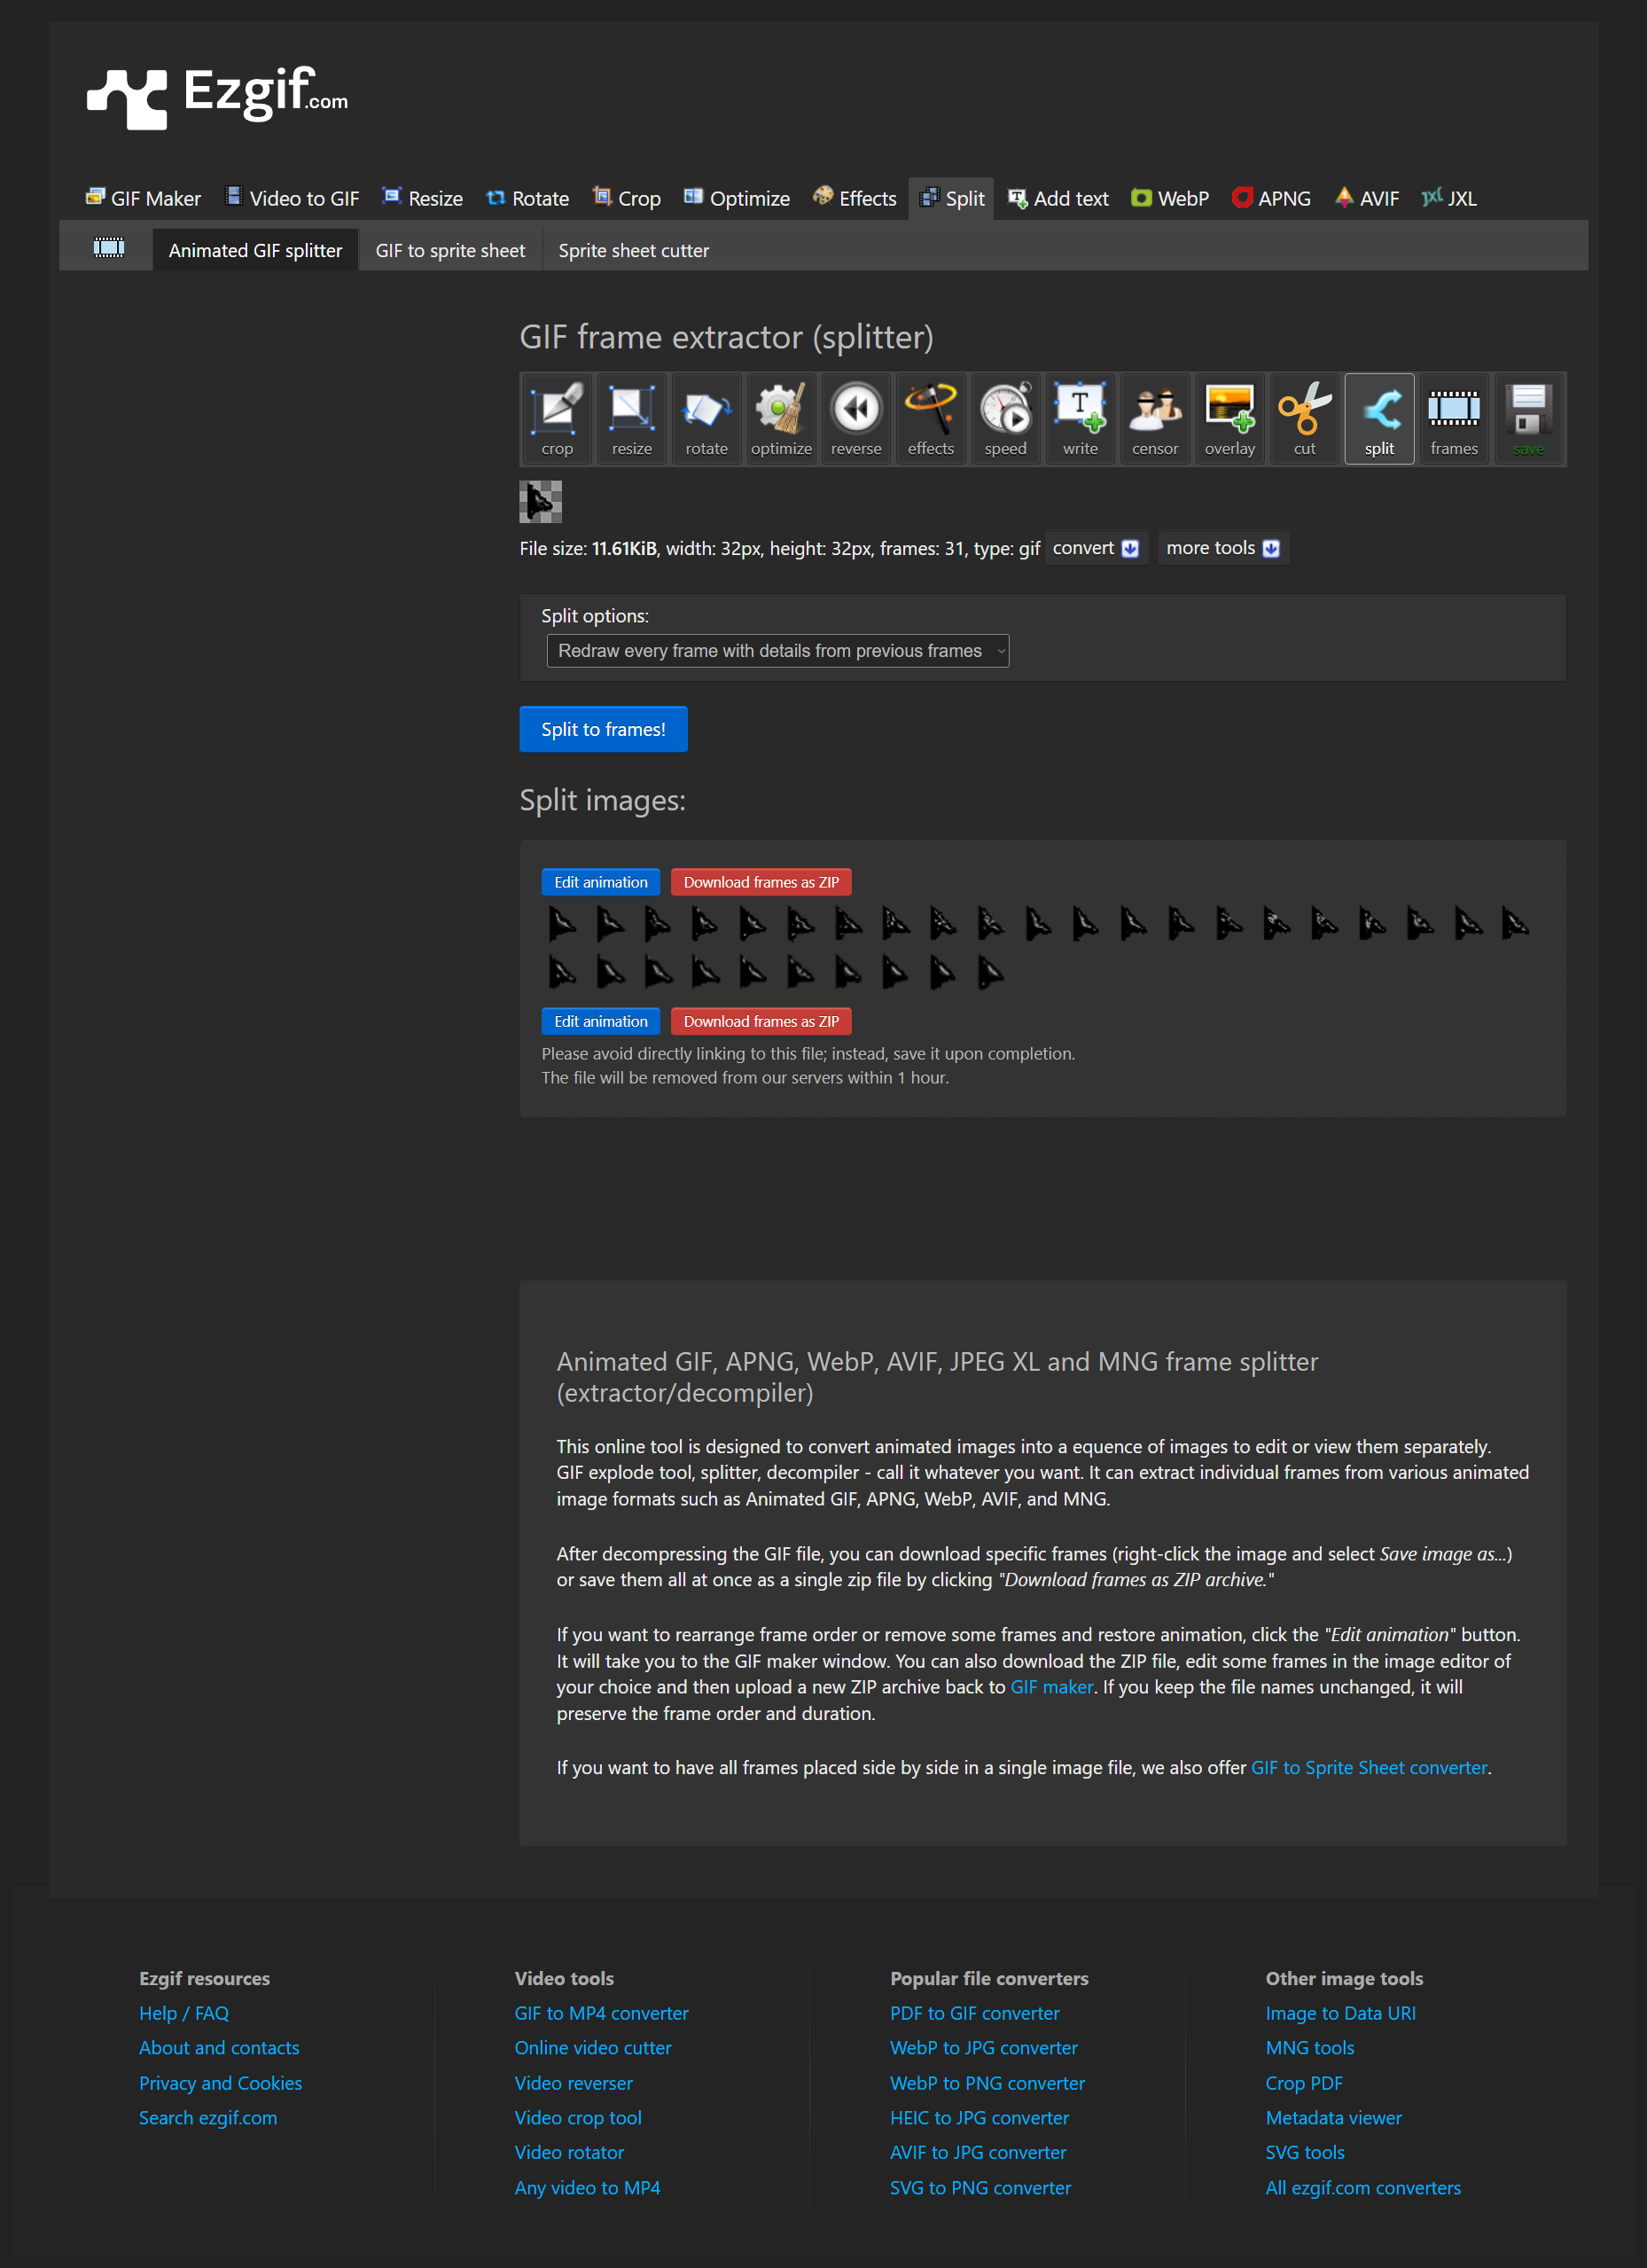 Ezgif.com
GIF Maker Video to GIF Resize Rotate Crop Optimize Effects Split Add text WebP APNG AVIF JXL
Animated GIF splitter GIF to sprite sheet Sprite sheet cutter
GIF frame extractor (splitter)
crop resize rotate optimize reverse effects speed write censor overlay cut split frames save
File size: 11.61KiB, width: 32px, height: 32px, frames: 31, type: gif convert more tools
Split options:
Redraw every frame with details from previous frames
Split to frames!
Split images:
Edit animation Download frames as ZIP
Edit animation Download frames as ZIP
Please avoid directly linking to this file; instead, save it upon completion.
The file will be removed from our servers within 1 hour.
Animated GIF, APNG, WebP, AVIF, JPEG XL and MNG frame splitter
(extractor/decompiler)
This online tool is designed to convert animated images into a equence of images to edit or view them separately.
GIF explode tool, splitter, decompiler - call it whatever you want. It can extract individual frames from various animated
image formats such as Animated GIF, APNG, WebP, AVIF, and MNG.
After decompressing the GIF file, you can download specific frames (right-click the image and select Save image as...)
or save them all at once as a single zip file by clicking "Download frames as ZIP archive."
If you want to rearrange frame order or remove some frames and restore animation, click the "Edit animation" button.
It will take you to the GIF maker window. You can also download the ZIP file, edit some frames in the image editor of
your choice and then upload a new ZIP archive back to GIF maker. If you keep the file names unchanged, it will
preserve the frame order and duration.
If you want to have all frames placed side by side in a single image file, we also offer GIF to Sprite Sheet converter.
Ezgif resources
Help / FAQ
About and contacts
Privacy and Cookies
Search ezgif.com
Video tools
GIF to MP4 converter
Online video cutter
Video reverser
Video crop tool
Video rotator
Any video to MP4
Popular file converters
PDF to GIF converter
WebP to JPG converter
WebP to PNG converter
HEIC to JPG converter
AVIF to JPG converter
SVG to PNG converter
Other image tools
Image to Data URI
MNG tools
Crop PDF
Metadata viewer
SVG tools
All ezgif.com converters